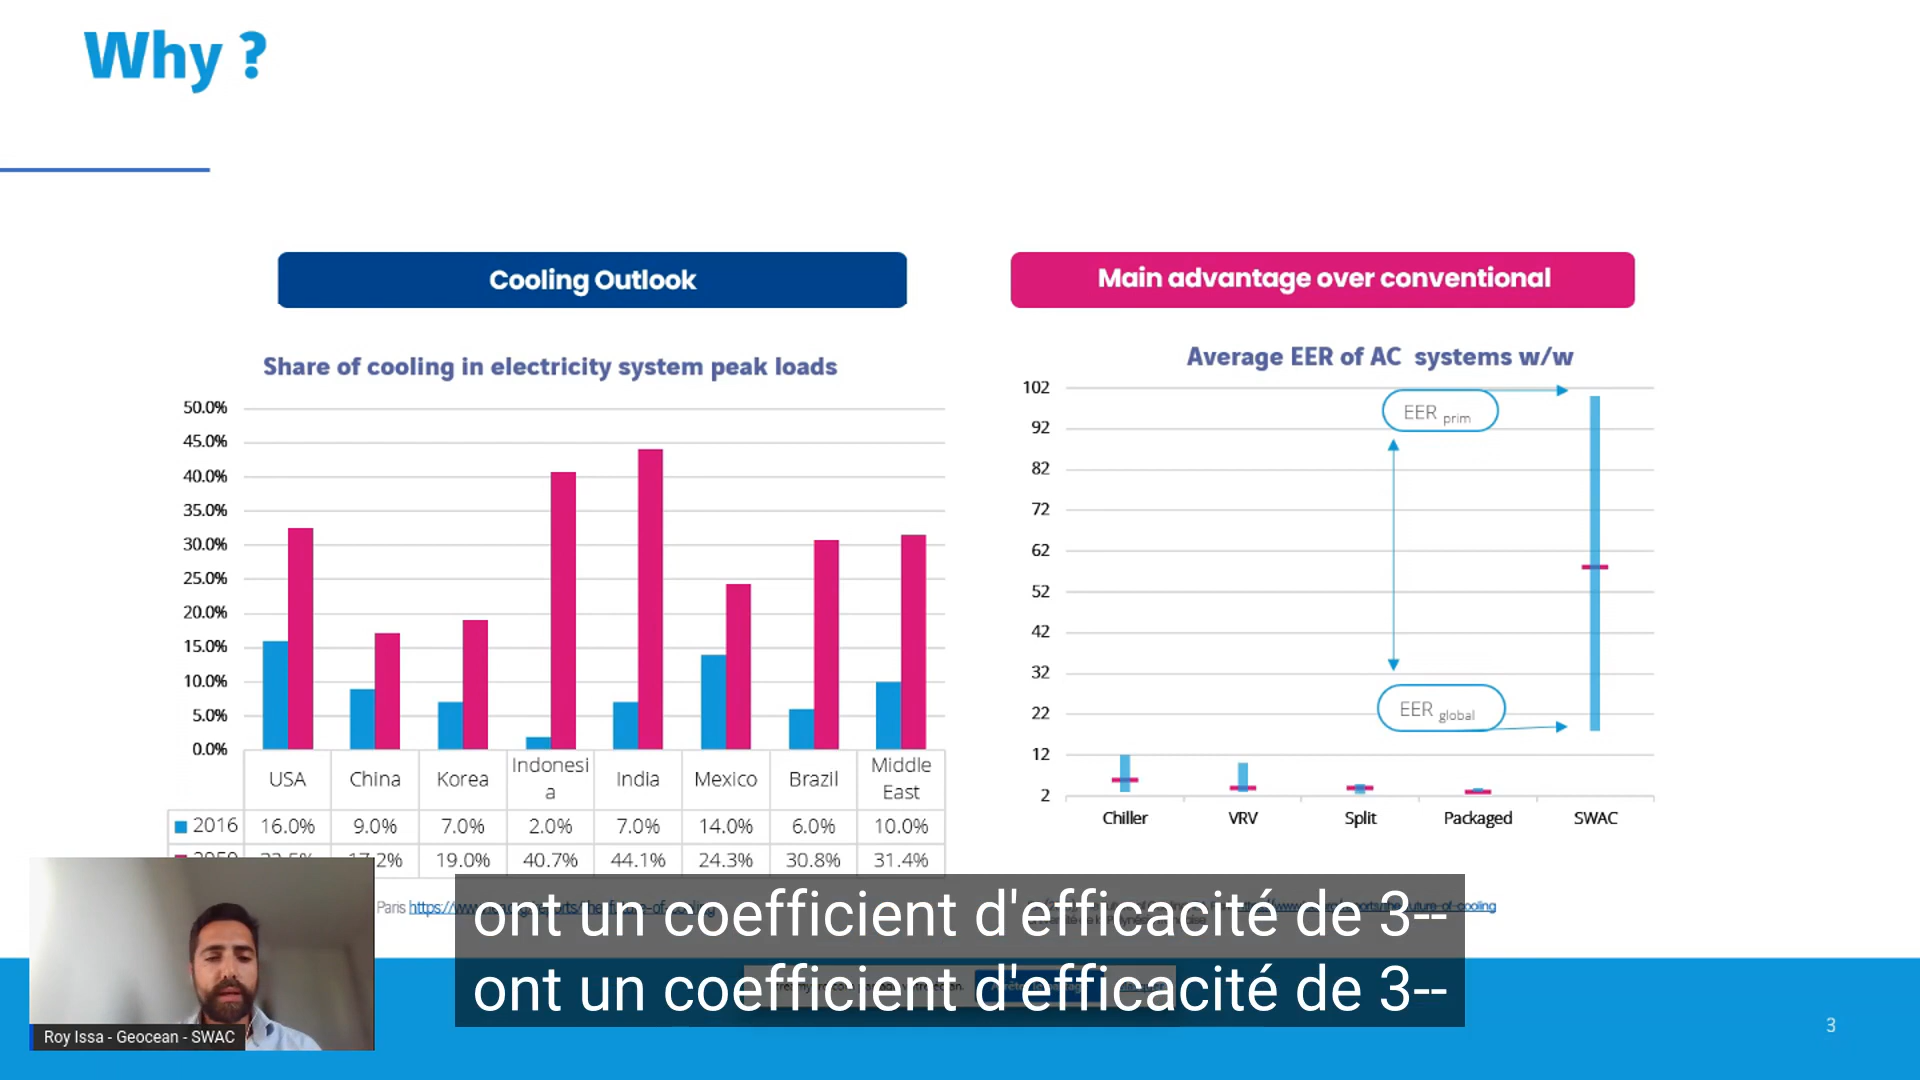 Why ?
Cooling Outlook
Main advantage over conventional
Share of cooling in electricity system peak loads
50.0%
45.0%
40.0%
35.0%
30.0%
25.0%
20.0%
15.0%
10.0%
5.0%
0.0%
USA China Korea Indonesi
a India Mexico Brazil Middle
East
2016 16.0% 9.0% 7.0% 2.0% 7.0% 14.0% 6.0% 10.0%
19.0% 40.7% 44.1% 24.3% 30.8% 31.4%
Average EER of AC systems w/w
102
92
82
72
62
52
42
32
22
12
2
EER prim
EER global
Chiller VRV Split Packaged SWAC
Paris https://
ont un coefficient d'efficacité de 3--
ont un coefficient d'efficacité de 3--
Roy Issa - Geocean - SWAC
3